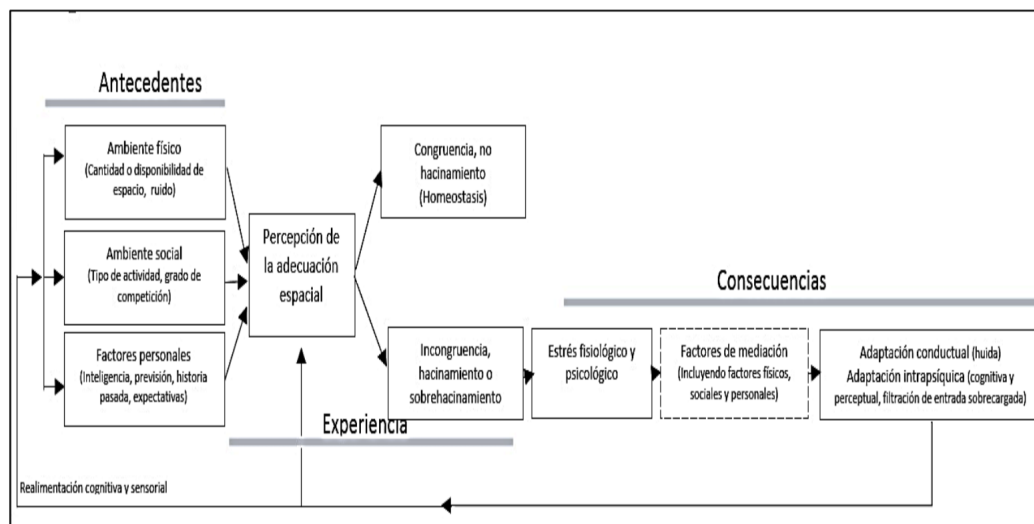 Antecedentes
Ambiente físico
(Cantidad o disponibilidad de
espacio, ruido)
Ambiente social
(Tipo de actividad, grado de
competición)
Factores personales
(Inteligencia, previsión, historia
pasada, expectativas)
Percepción de
la adecuación
espacial
Congruencia, no
hacinamiento
(Homeostasis)
Incongruencia,
hacinamiento o
sobrehacinamiento
Experiencia
Consecuencias
Estrés fisiológico y
psicológico
Factores de mediación
(Incluyendo factores físicos,
sociales y personales)
Adaptación conductual (huida)
Adaptación intrapsíquica (cognitiva y
perceptual, filtración de entrada sobrecargada)
Realimentación cognitiva y sensorial